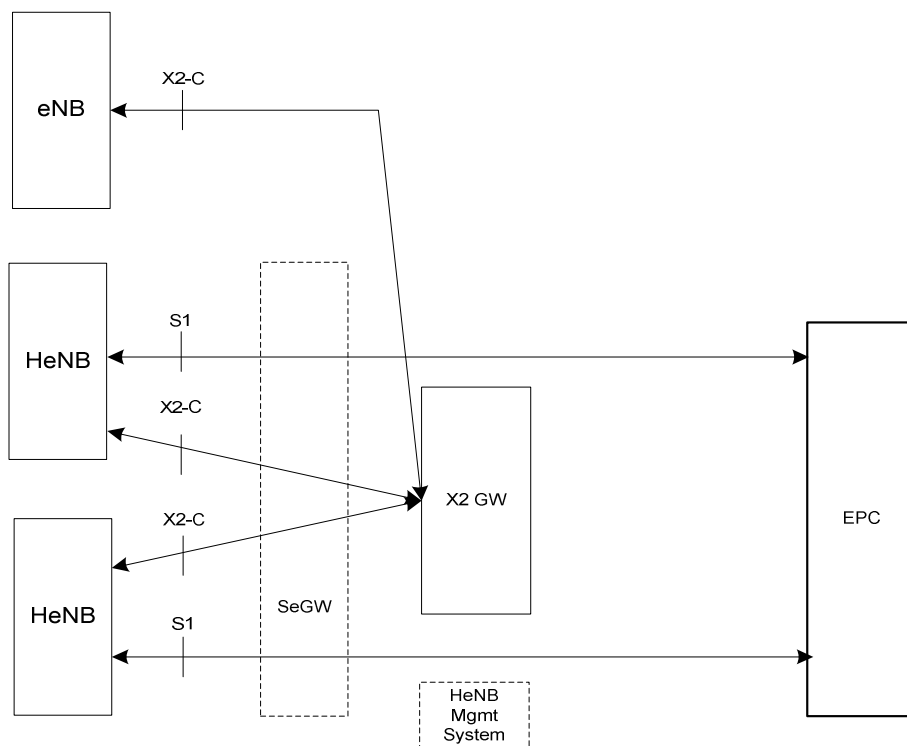 X2-C
eNB
S1
HeNB
X2-C
X2 GW
X2-C
EPC
SeGW
HeNB
S1
HeNB
Mgmt
System